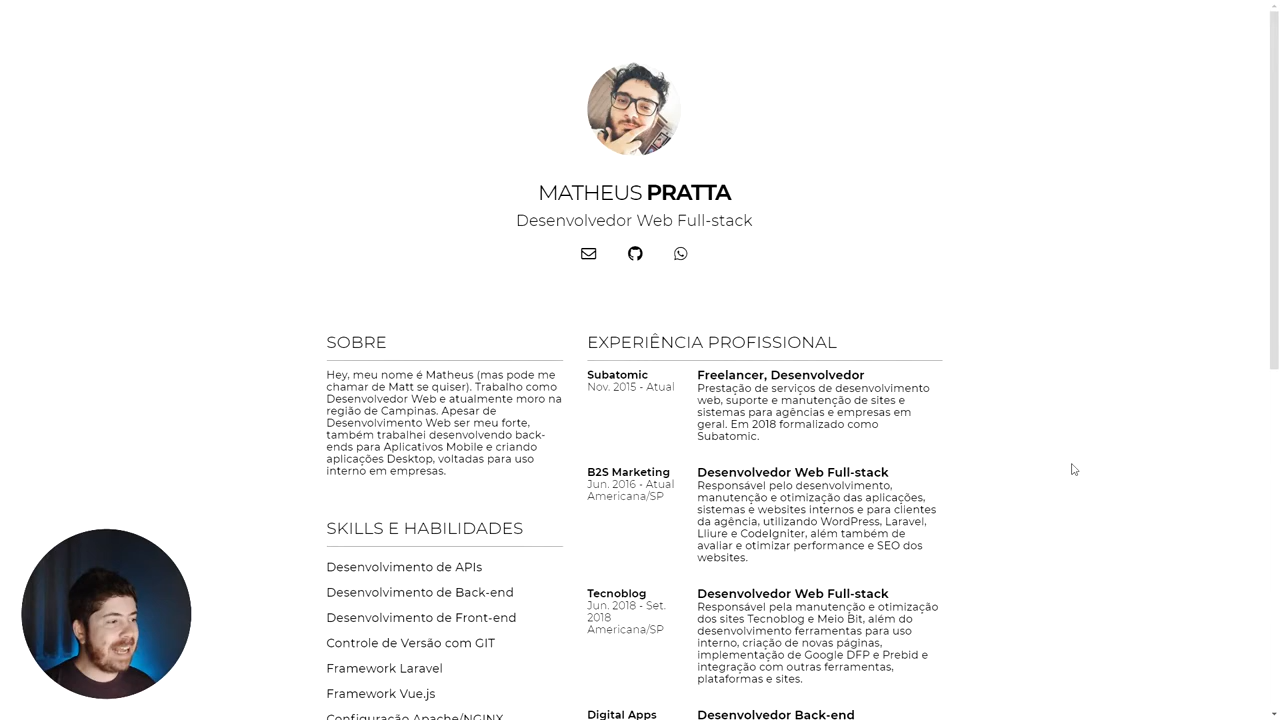 MATHEUS PRATTA
Desenvolvedor Web Full-stack
SOBRE
Hey, meu nome é Matheus (mas pode me
chamar de Matt se quiser). Trabalho como
Desenvolvedor Web e atualmente moro na
região de Campinas. Apesar de
Desenvolvimento Web ser meu forte,
também trabalhei desenvolvendo back-
ends para Aplicativos Mobile e criando
aplicações Desktop, voltadas para uso
interno em empresas.
SKILLS E HABILIDADES
Desenvolvimento de APIs
Desenvolvimento de Back-end
Desenvolvimento de Front-end
Controle de Versão com GIT
Framework Laravel
Framework Vue.js
Configuração Apache/NGINX
EXPERIÊNCIA PROFISSIONAL
Subatomic
Nov. 2015 - Atual
Freelancer, Desenvolvedor
Prestação de serviços de desenvolvimento
web, suporte e manutenção de sites e
sistemas para agências e empresas em
geral. Em 2018 formalizado como
Subatomic.
B2S Marketing
Jun. 2016 - Atual
Americana/SP
Desenvolvedor Web Full-stack
Responsável pelo desenvolvimento,
manutenção e otimização das aplicações,
sistemas e websites internos e para clientes
da agência, utilizando WordPress, Laravel,
Lliure e CodeIgniter, além também de
avaliar e otimizar performance e SEO dos
websites.
Tecnoblog
Jun. 2018 - Set.
2018
Americana/SP
Desenvolvedor Web Full-stack
Responsável pela manutenção e otimização
dos sites Tecnoblog e Meio Bit, além do
desenvolvimento ferramentas para uso
interno, criação de novas páginas,
implementação de Google DFP e Prebid e
integração com outras ferramentas,
plataformas e sites.
Digital Apps
Desenvolvedor Back-end